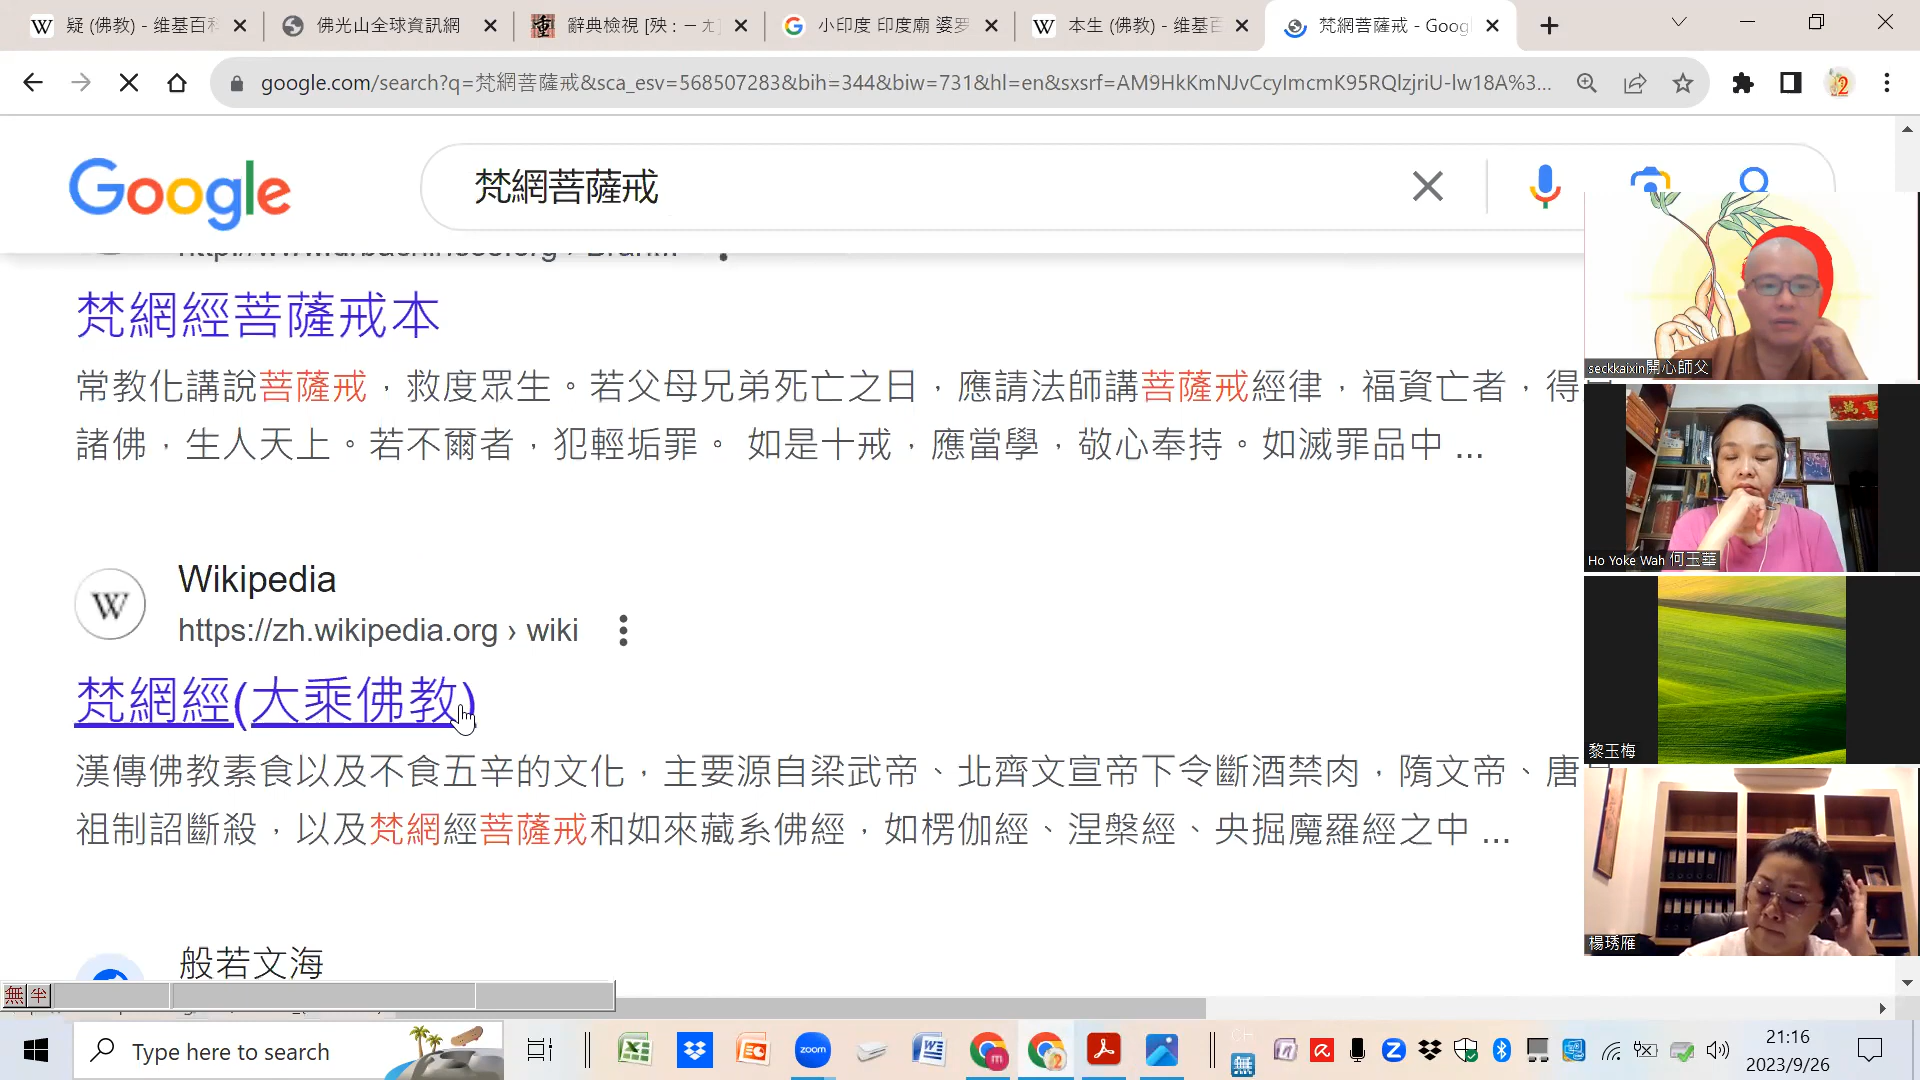 疑 (佛教) - 维基百科
佛光山全球資訊網
辭典檢視 [殃 : ㄧㄤ]
小印度 印度廟 婆罗
本生 (佛教) - 维基百
梵網菩薩戒 - Goog
google.com/search?q=梵網菩薩戒&sca_esv=568507283&bih=344&biw=731&hl=en&sxsrf=AM9HkKmNJvCcyImcmK95RQlzjriU-lw18A%3...
Google
梵網菩薩戒
梵網經菩薩戒本
常教化講說菩薩戒，救度眾生。若父母兄弟死亡之日，應請法師講菩薩戒經律，福資亡者，得
諸佛，生人天上。若不爾者，犯輕垢罪。 如是十戒，應當學，敬心奉持。如滅罪品中 ...
Wikipedia
https://zh.wikipedia.org › wiki
梵網經(大乘佛教)
漢傳佛教素食以及不食五辛的文化，主要源自梁武帝、北齊文宣帝下令斷酒禁肉，隋文帝、唐
祖制詔斷殺，以及梵網經菩薩戒和如來藏系佛經，如楞伽經、涅槃經、央掘魔羅經之中 ...
般若文海
seckkaixin開心師父
Ho Yoke Wah 何玉華
黎玉梅
楊琇雁
無 半
Type here to search
zoom
CH
無
21:16
2023/9/26